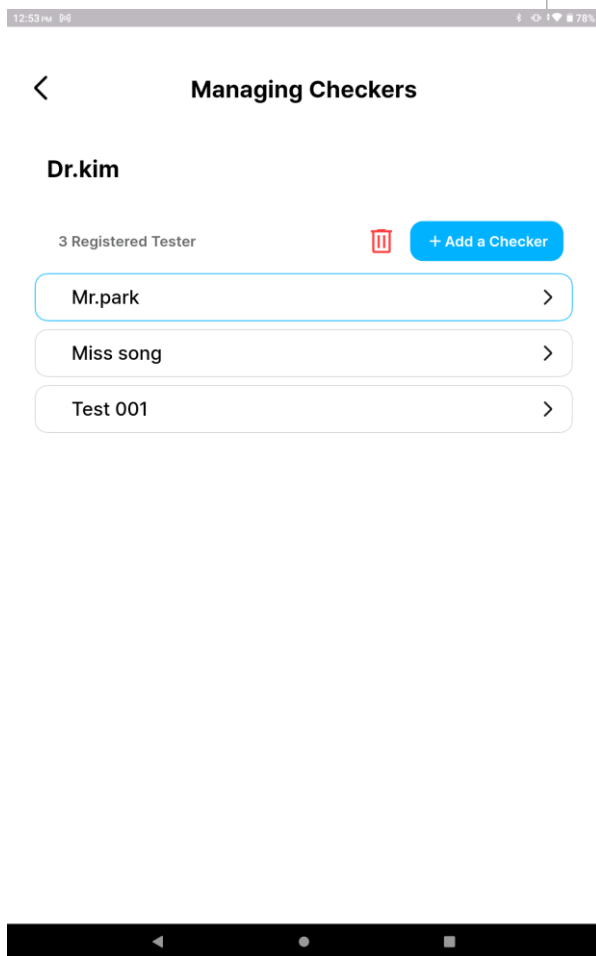 12:53 PM
78%
Managing Checkers
Dr.kim
3 Registered Tester
+ Add a Checker
Mr.park
Miss song
Test 001